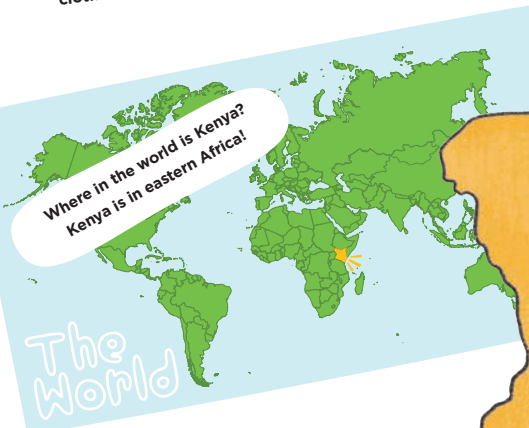 Where in the world is Kenya?
Kenya is in eastern Africa!
The
World